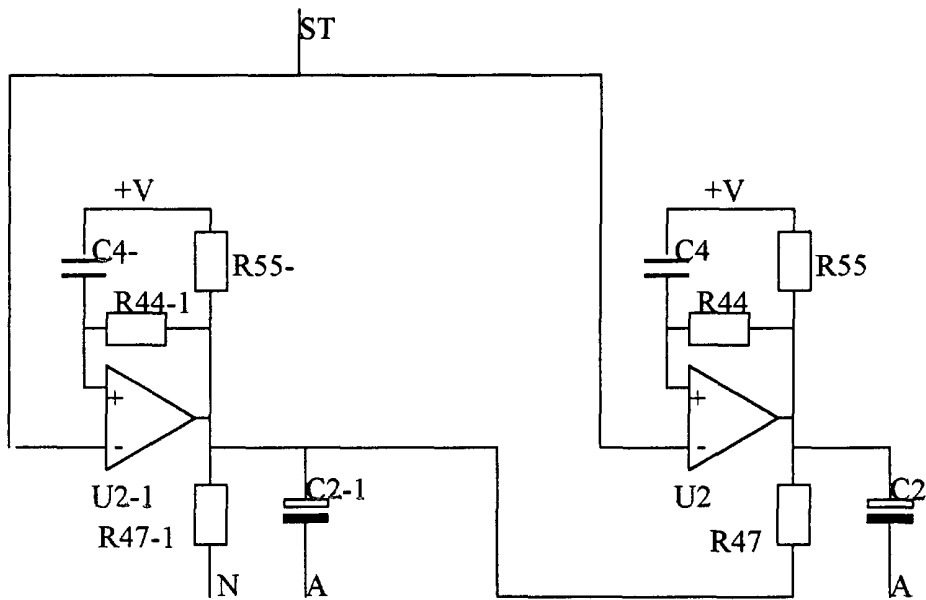 ST
+V
+V
C4-
C4
R55-
R55
R44-1
R44
+
+
-
-
U2-1
C2-1
U2
C2
R47-1
R47
N
A
A